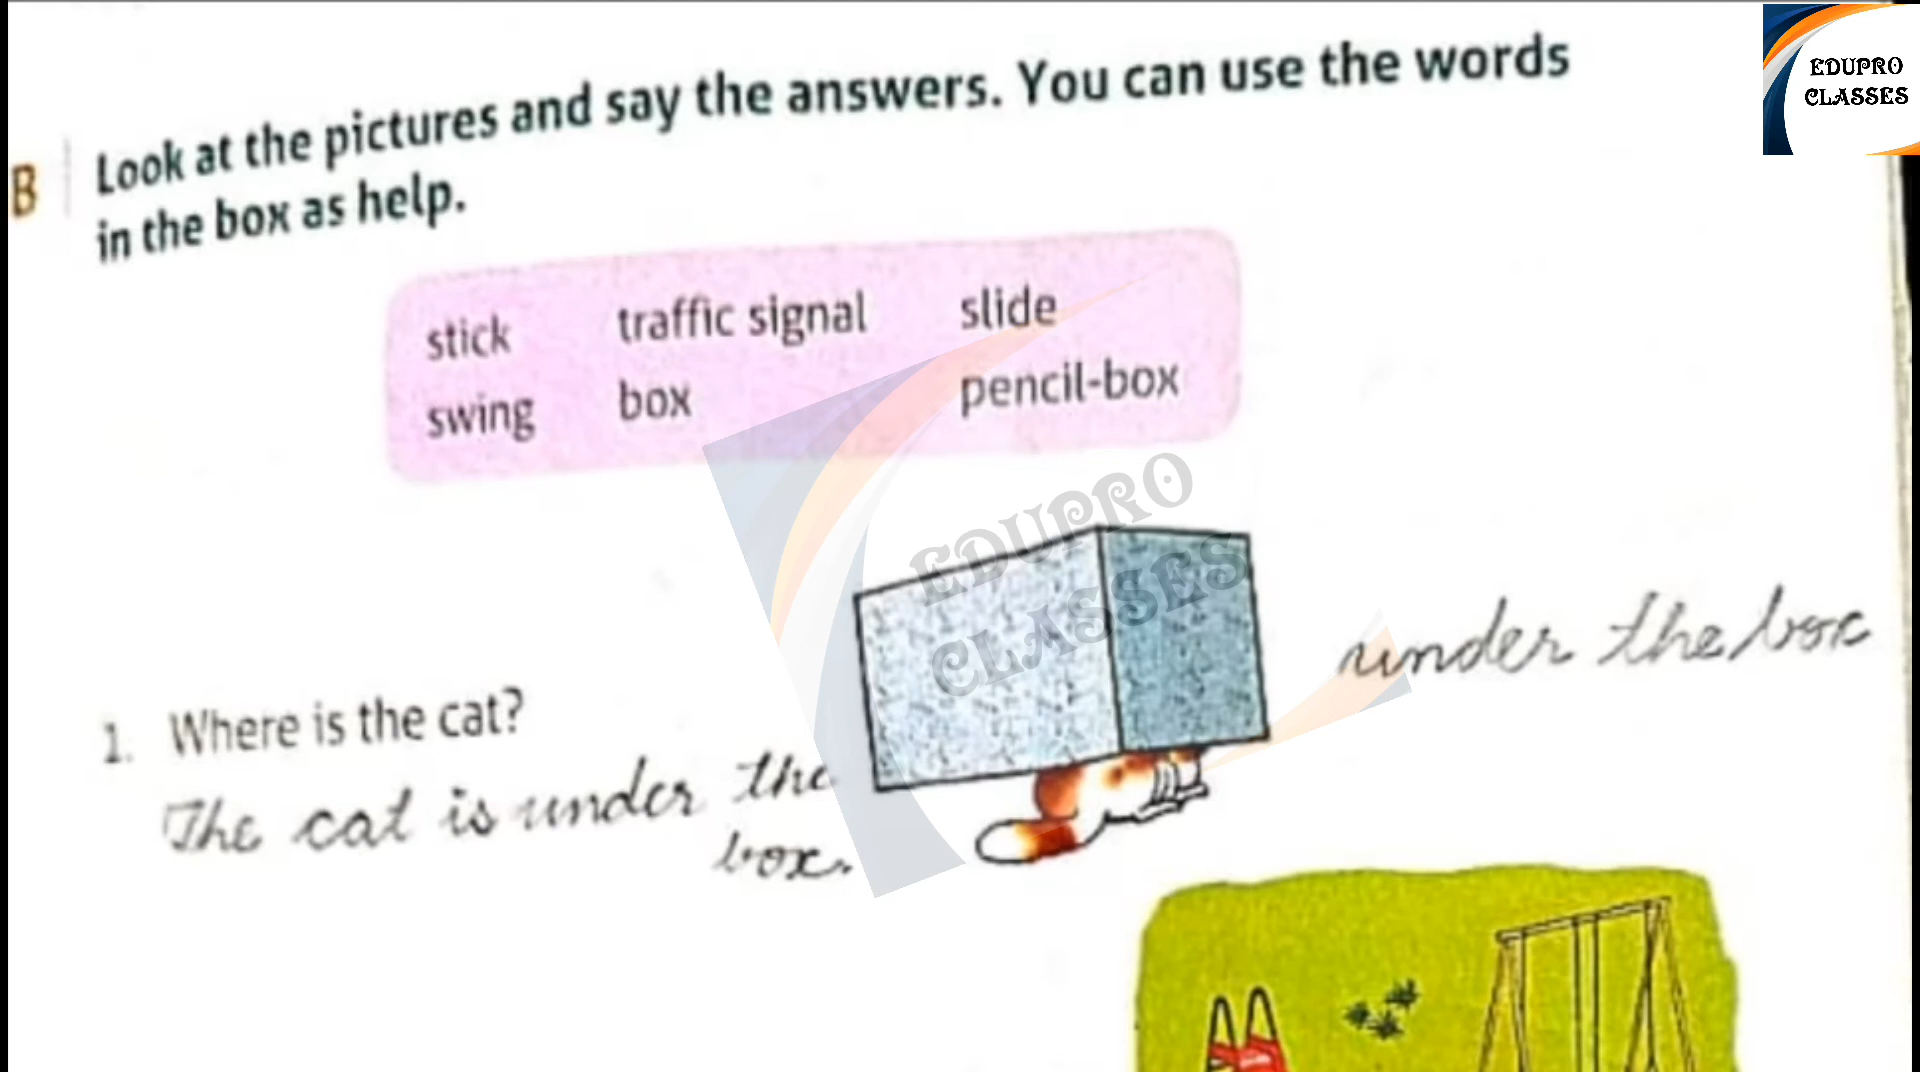 EDUPRO
CLASSES
B Look at the pictures and say the answers. You can use the words
in the box as help.
stick traffic signal slide
swing box pencil-box
EDUPRO
CLASSES
under the box
1. Where is the cat?
The cat is under the
box.